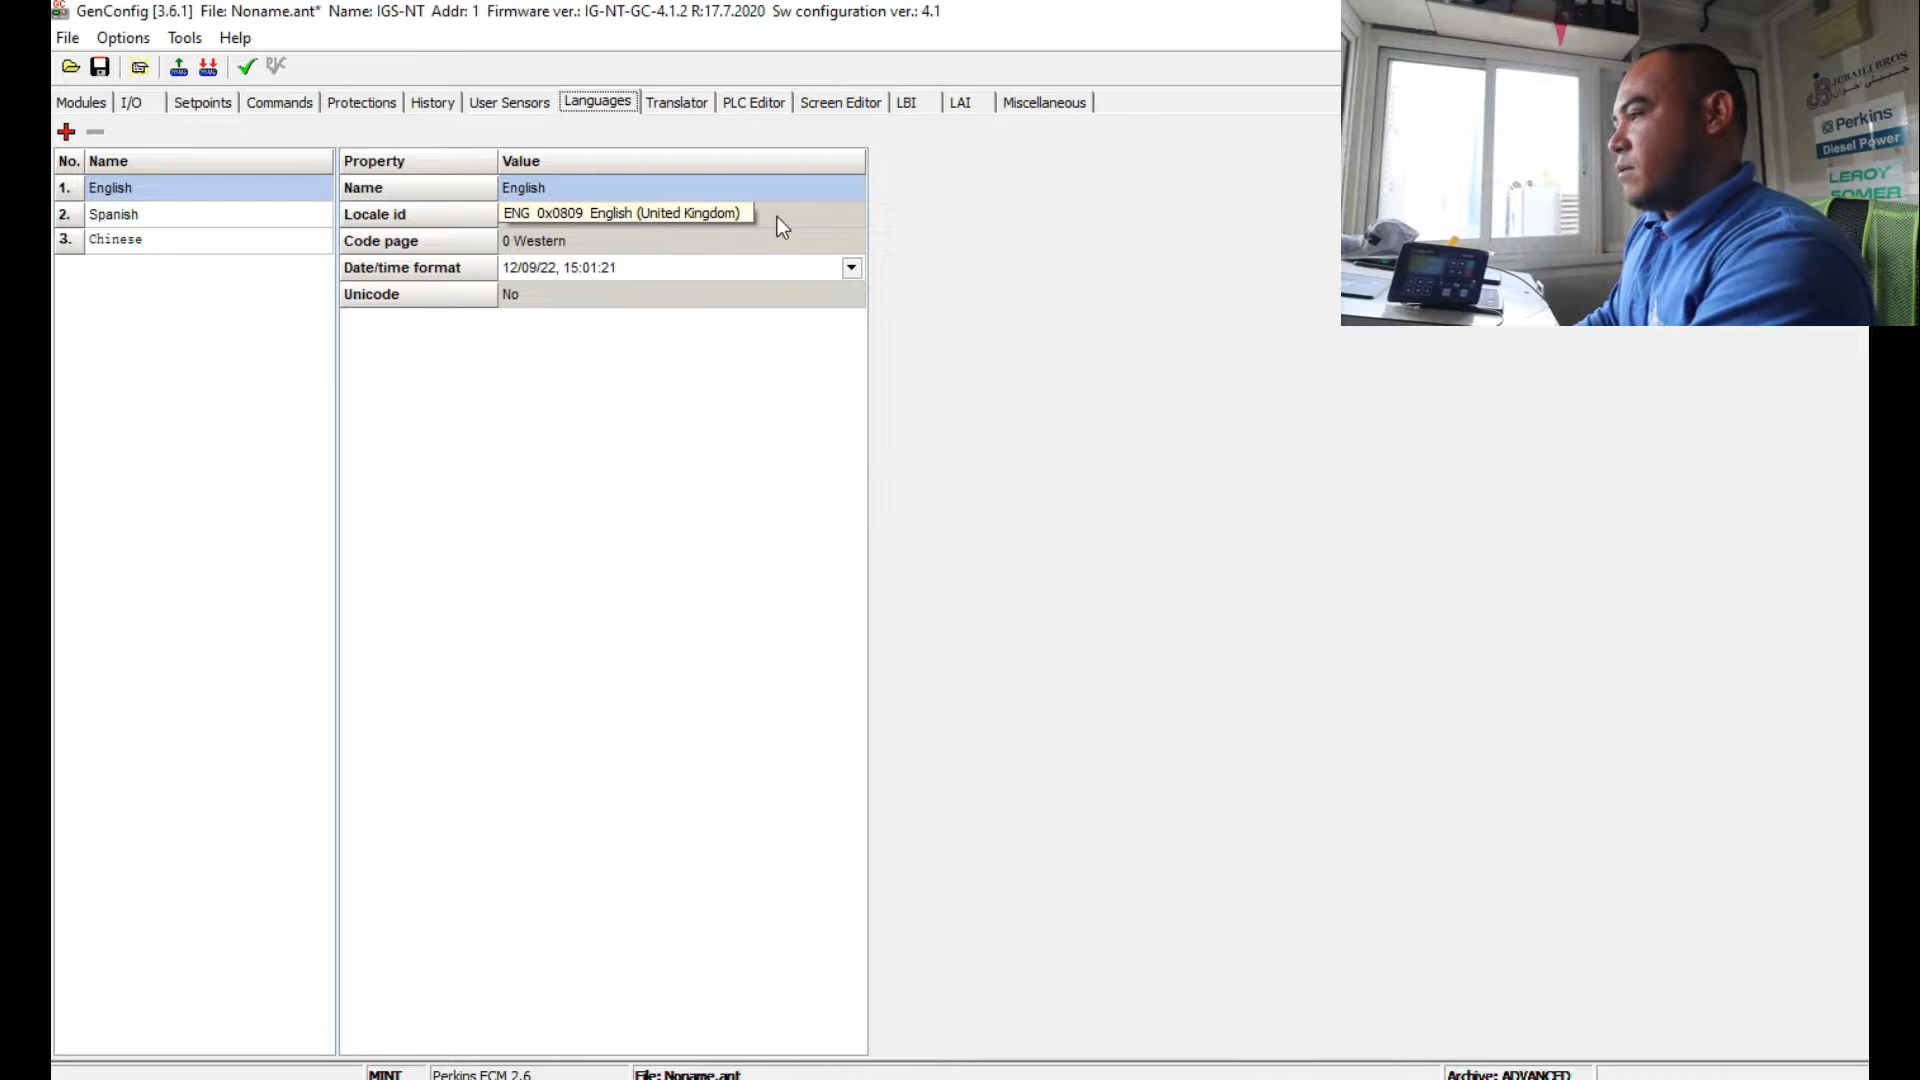 GenConfig [3.6.1] File: Noname.ant* Name: IGS-NT Addr: 1 Firmware ver.: IG-NT-GC-4.1.2 R:17.7.2020 Sw configuration ver.: 4.1
File Options Tools Help
Modules I/O Setpoints Commands Protections History User Sensors Languages Translator PLC Editor Screen Editor LBI LAI Miscellaneous
No. Name
1. English
2. Spanish
3. Chinese
Property Value
Name English
Locale id ENG 0x0809 English (United Kingdom)
Code page 0 Western
Date/time format 12/09/22, 15:01:21
Unicode No
JUBAILI BROS
Perkins
Diesel Power
LEROY
SOMER
MINT Perkins ECM 2.6 File: Noname.ant Archive: ADVANCED